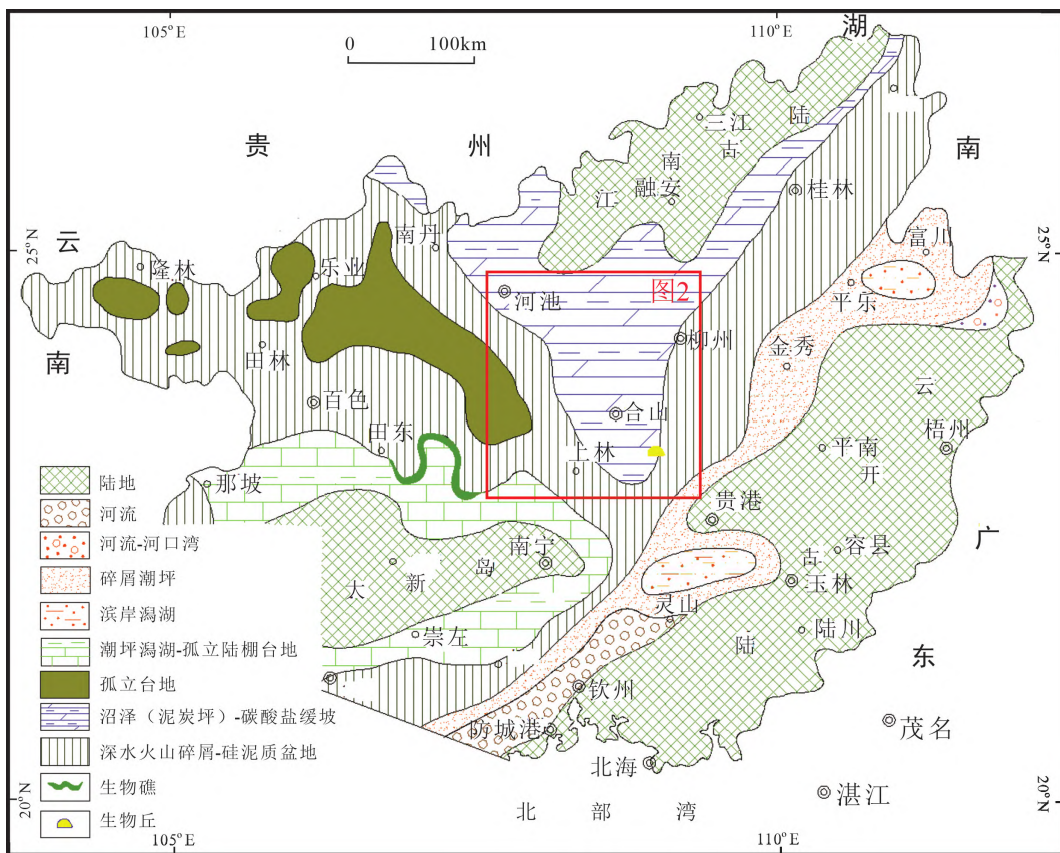 105°E
110°E
湖
0 100km
贵
州
南
三江
陆
古
南
融安
江
桂林
云
25°N
25°N
南丹
富川
隆林
乐业
河池
图2
平乐
南
柳州
田林
金秀
云
百色
合山
田东
平南
梧州
上林
开
陆地
那坡
贵港
河流
广
河流-河口湾
南宁
古
容县
碎屑潮坪
太
新
岛
玉林
滨岸潟湖
灵山
陆川
潮坪潟湖-孤立陆棚台地
崇左
陆
东
孤立台地
钦州
沼泽（泥炭坪）-碳酸盐缓坡
防城港
茂名
深水火山碎屑-硅泥质盆地
北海
生物礁
湛江
20°N
20°N
北部湾
生物丘
105°E
110°E